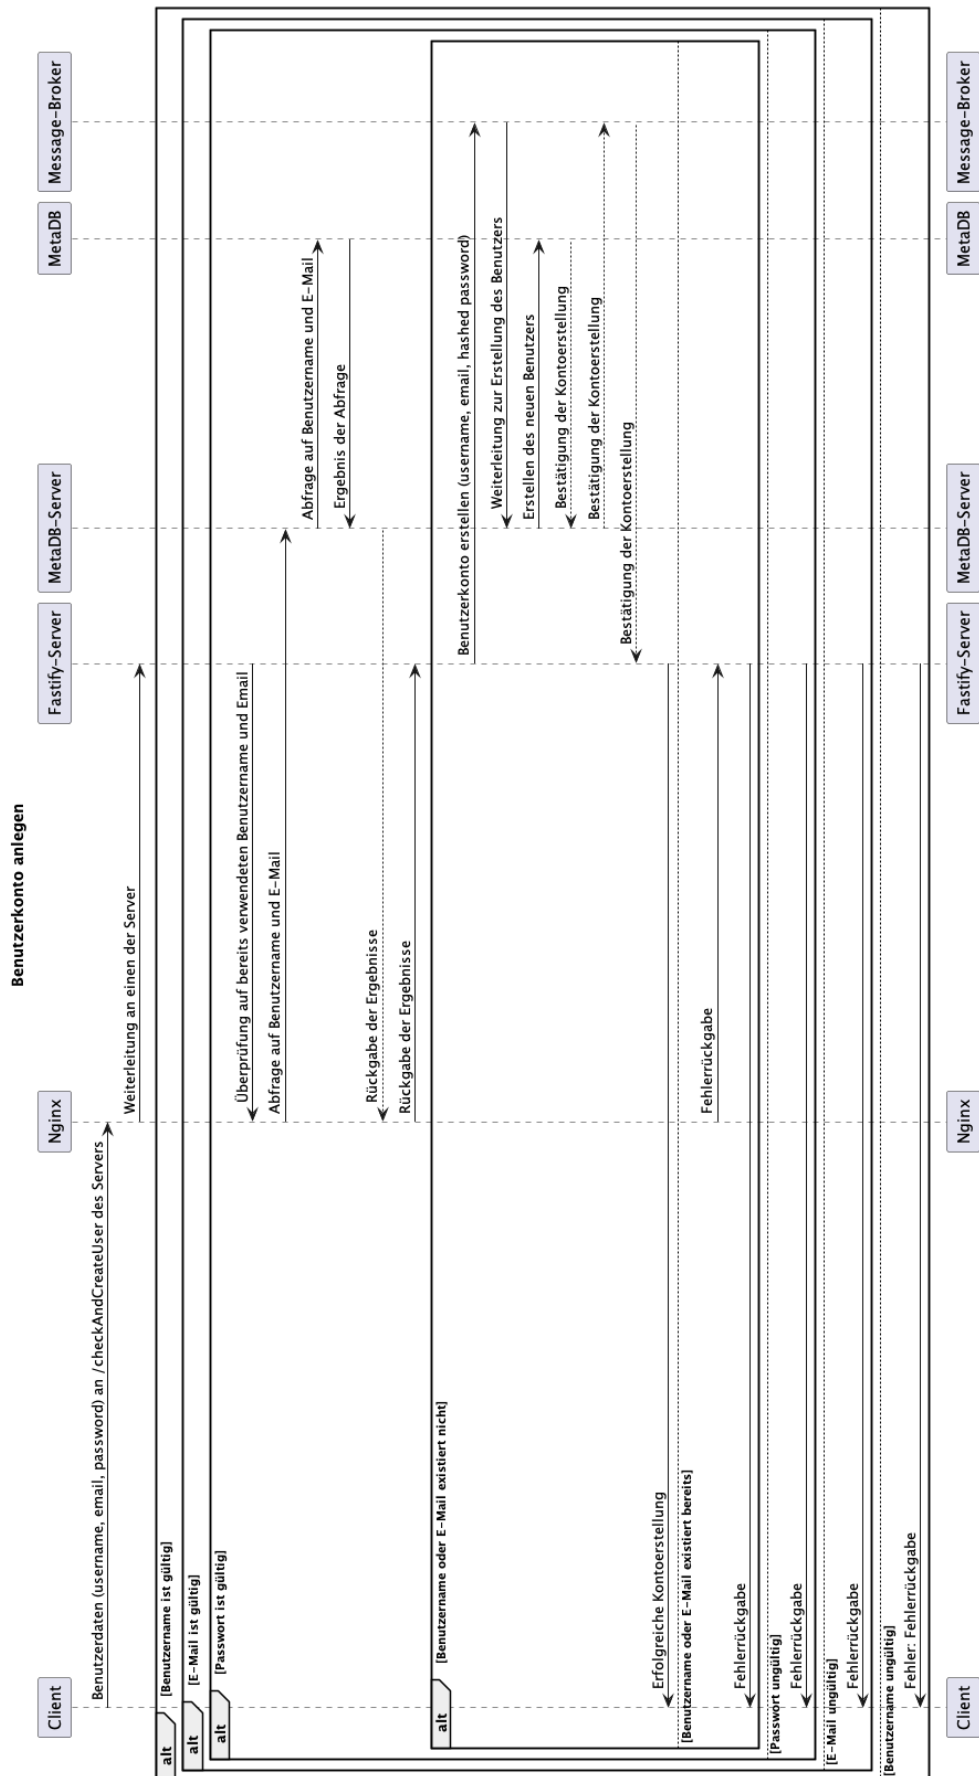 Benutzerkonto anlegen
Client
Nginx
Fastify-Server
MetaDB-Server
MetaDB
Message-Broker
Benutzerdaten (username, email, password) an /checkAndCreateUser des Servers
Weiterleitung an einen der Server
alt
[Benutzername ist gültig]
alt
[E-Mail ist gültig]
alt
[Passwort ist gültig]
Überprüfung auf bereits verwendeten Benutzername und Email
Abfrage auf Benutzername und E-Mail
Abfrage auf Benutzername und E-Mail
Ergebnis der Abfrage
Rückgabe der Ergebnisse
Rückgabe der Ergebnisse
alt
[Benutzername oder E-Mail existiert nicht]
Benutzerkonto erstellen (username, email, hashed password)
Weiterleitung zur Erstellung des Benutzers
Erstellen des neuen Benutzers
Bestätigung der Kontoerstellung
Bestätigung der Kontoerstellung
Bestätigung der Kontoerstellung
Erfolgreiche Kontoerstellung
[Benutzername oder E-Mail existiert bereits]
Fehlerrückgabe
Fehlerrückgabe
[Passwort ungültig]
Fehlerrückgabe
[E-Mail ungültig]
Fehlerrückgabe
[Benutzername ungültig]
Fehler: Fehlerrückgabe
Client
Nginx
Fastify-Server
MetaDB-Server
MetaDB
Message-Broker